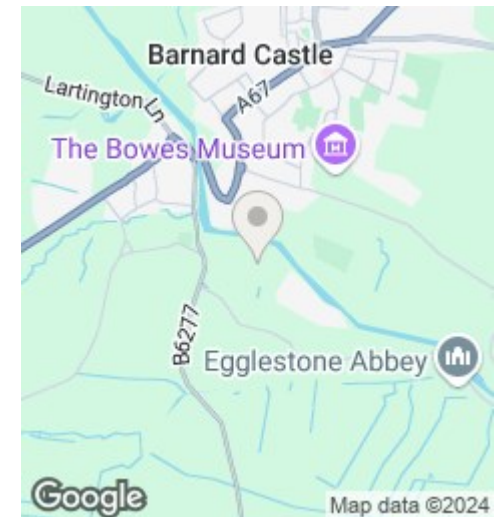 Barnard Castle
Lartington Ln
A67
The Bowes Museum
B6277
Egglestone Abbey
Google
Map data ©2024